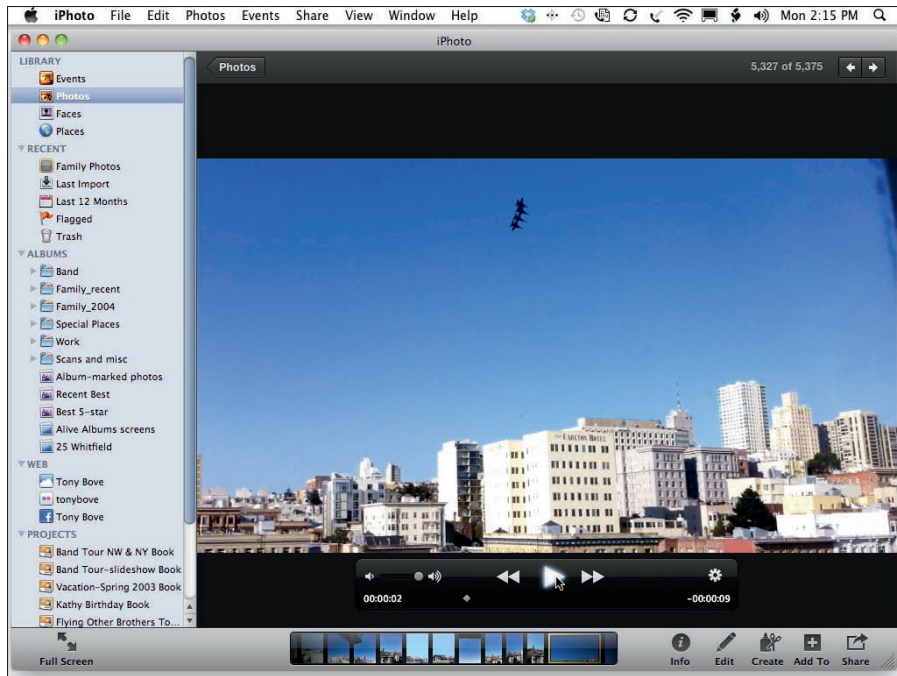 iPhoto File Edit Photos Events Share View Window Help Mon 2:15 PM
iPhoto
LIBRARY
Events
Photos
Faces
Places
RECENT
Family Photos
Last Import
Last 12 Months
Flagged
Trash
ALBUMS
Band
Family_recent
Family_2004
Special Places
Work
Scans and misc
Album-marked photos
Recent Best
Best 5-star
Alive Albums screens
25 Whitfield
WEB
Tony Bove
tonybove
Tony Bove
PROJECTS
Band Tour NW & NY Book
Band Tour-slideshow Book
Vacation-Spring 2003 Book
Kathy Birthday Book
Flying Other Brothers To...
Photos
5,327 of 5,375
THE CARLTON HOTEL
00:00:02 -00:00:09
Full Screen
Info Edit Create Add To Share